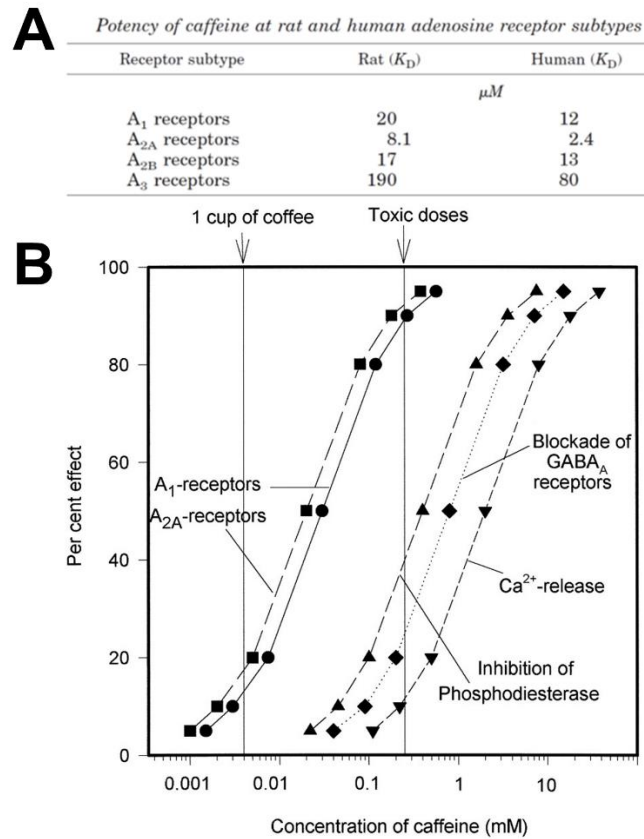 A
Potency of caffeine at rat and human adenosine receptor subtypes
Receptor subtype Rat (K_D) Human (K_D)
μM
A₁ receptors 20 12
A₂A receptors 8.1 2.4
A₂B receptors 17 13
A₃ receptors 190 80
1 cup of coffee Toxic doses
B
100
80
60
40
20
0
Per cent effect
A₁-receptors
A₂A-receptors
Blockade of
GABA_A
receptors
Ca²⁺-release
Inhibition of
Phosphodiesterase
0.001 0.01 0.1 1 10
Concentration of caffeine (mM)